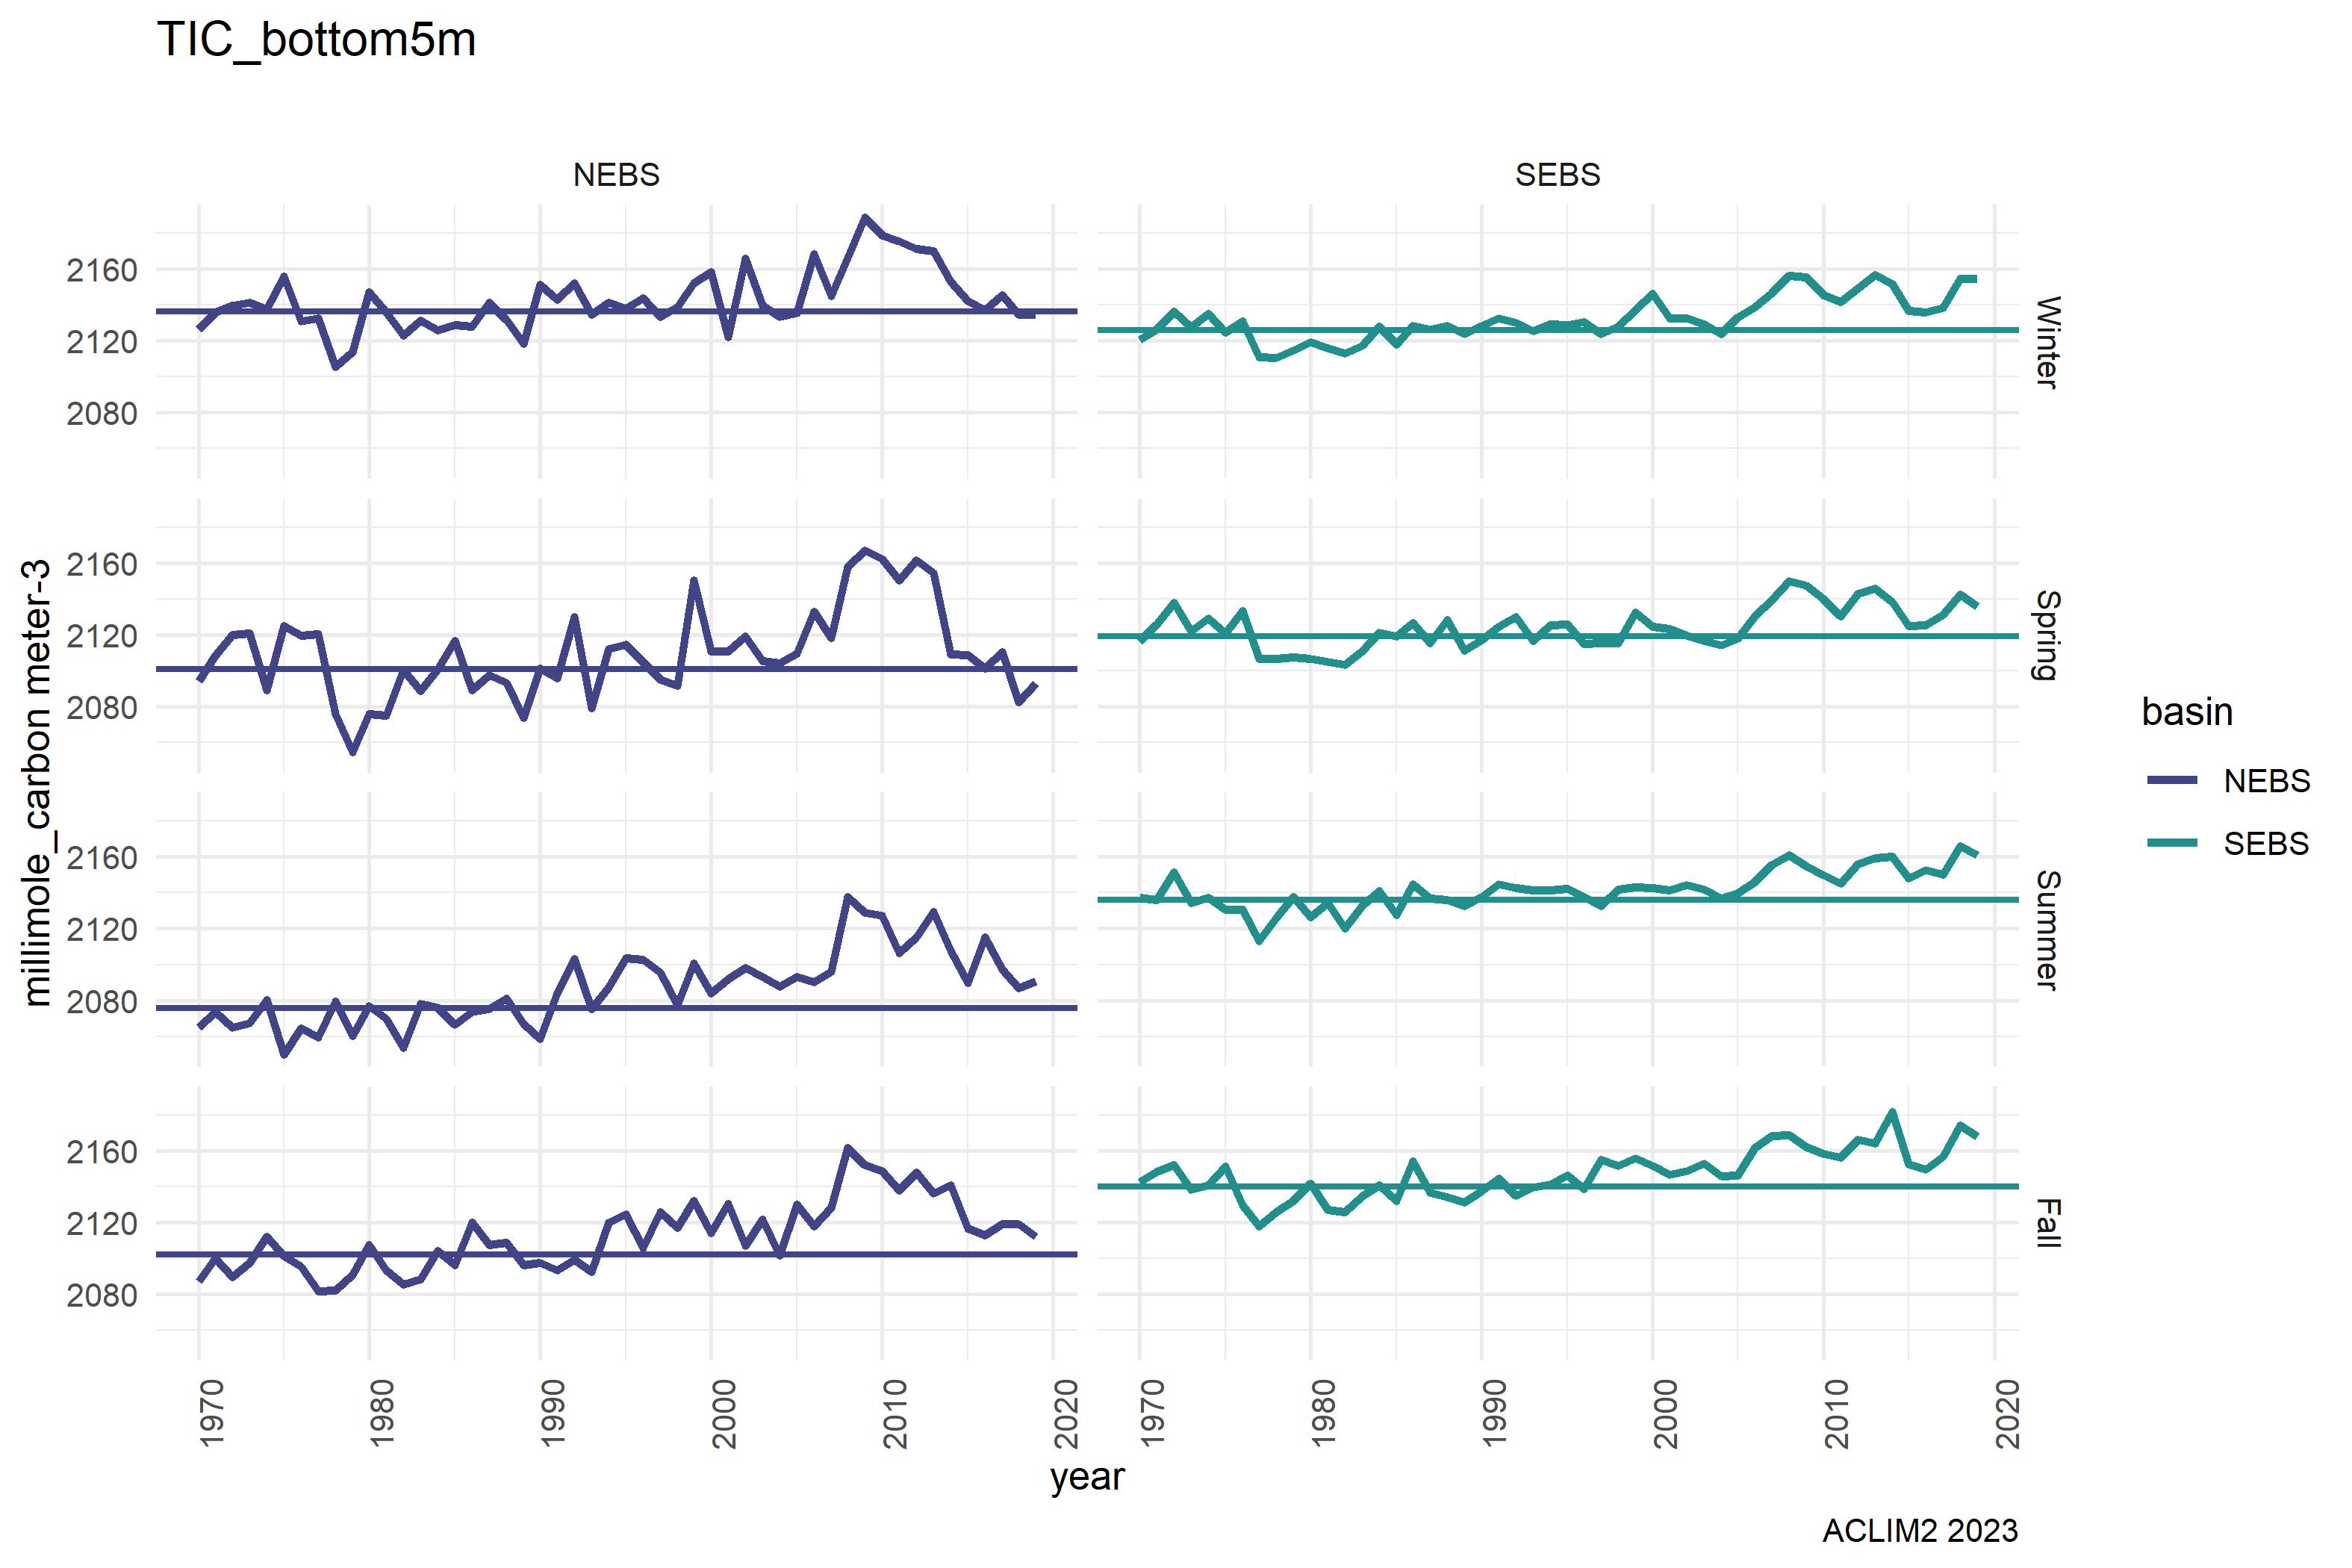 TIC_bottom5m
NEBS
SEBS
2160
2120
2080
Winter
2160
2120
2080
Spring
2160
2120
2080
Summer
2160
2120
2080
Fall
millimole_carbon meter-3
1970
1980
1990
2000
2010
2020
1970
1980
1990
2000
2010
2020
year
basin
NEBS
SEBS
ACLIM2 2023